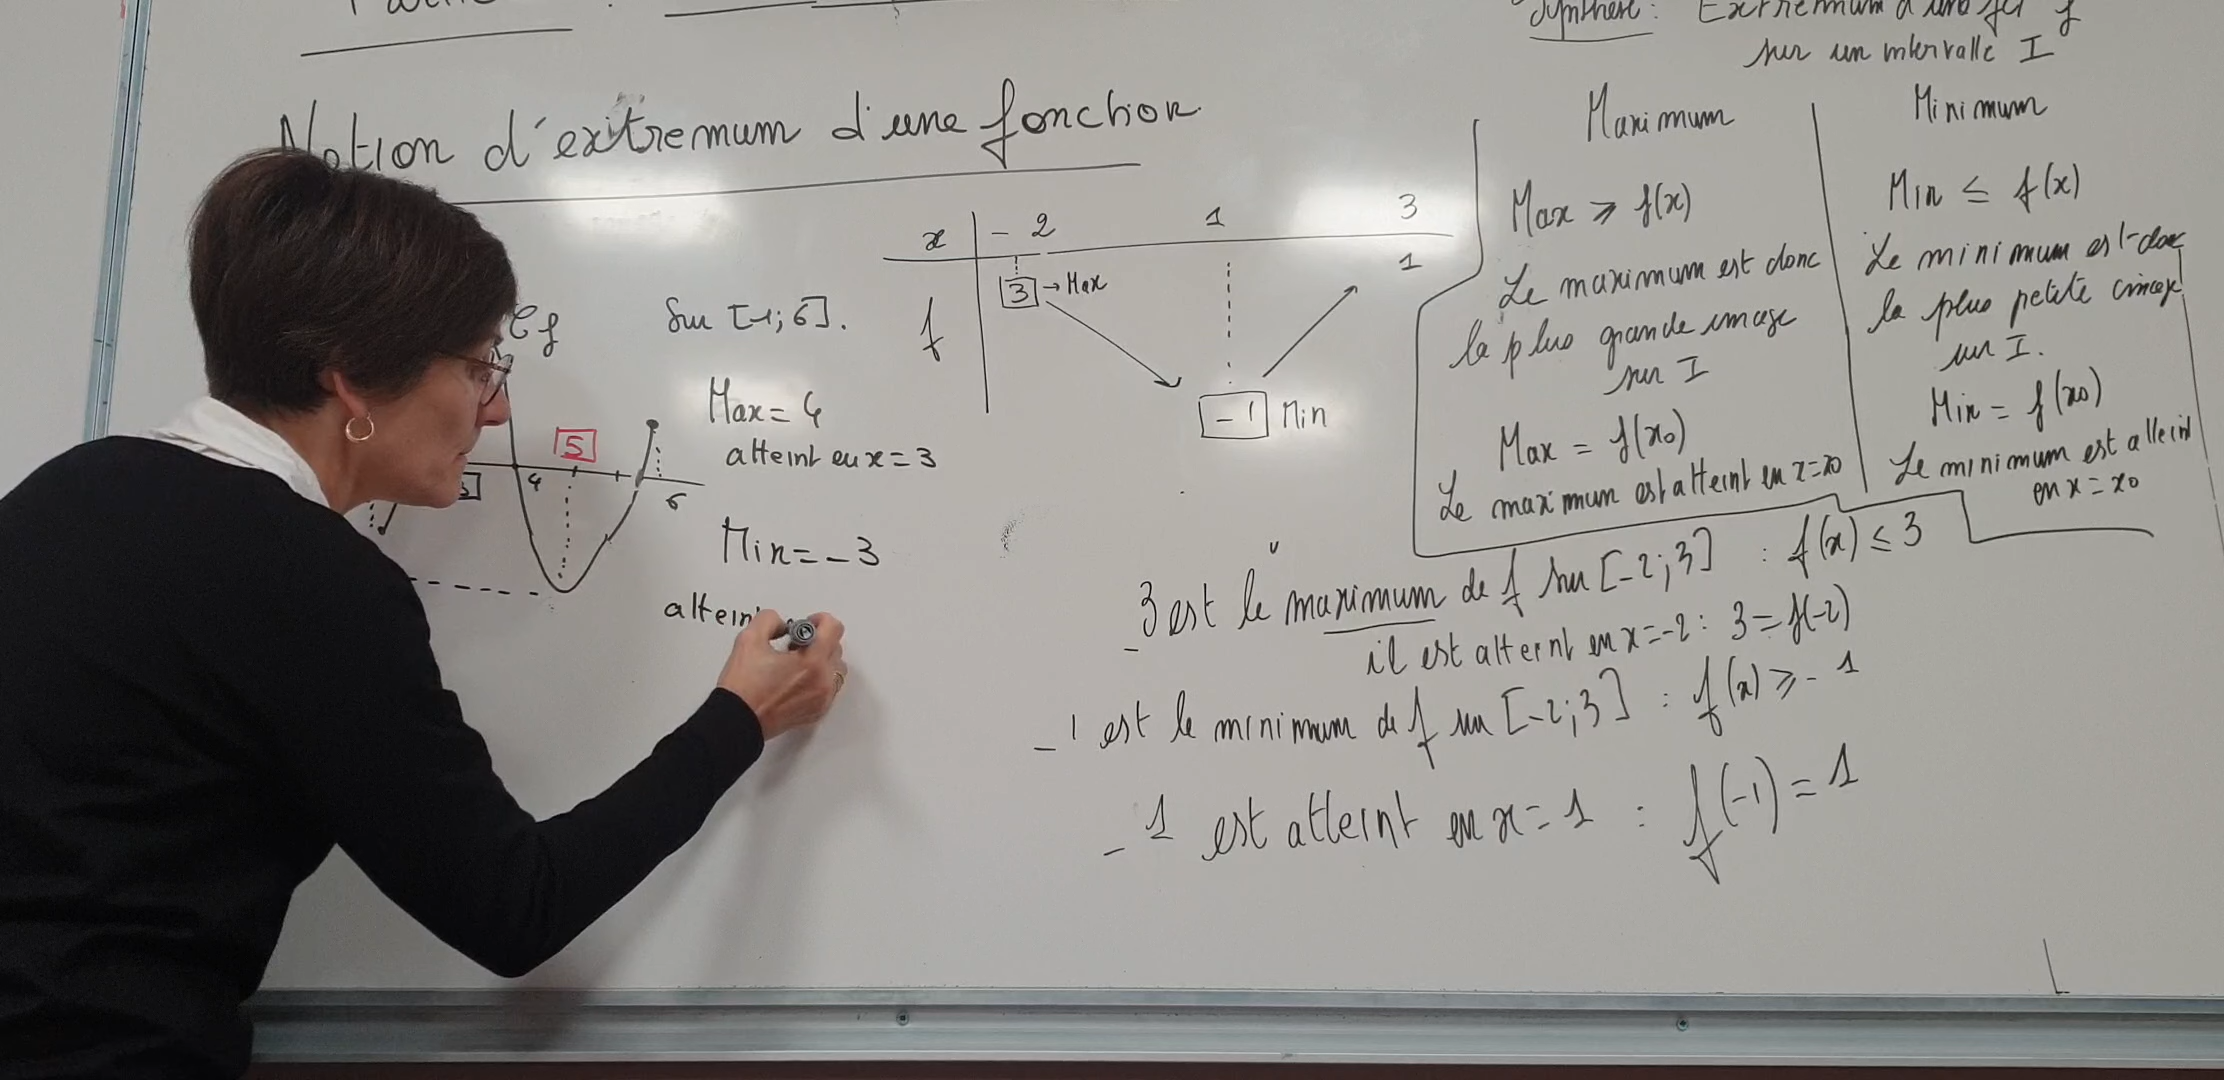 Synthèse : Extremum d'une fct f
sur un intervalle I
Notion d'extremum d'une fonction
Maximum
Minimum
Max ⩾ f(x)
Min ≤ f(x)
Le maximum est donc
la plus grande image
sur I
Le minimum est donc
la plus petite image
sur I.
Max = f(x0)
Le maximum est atteint en x=x0
Min = f(x0)
Le minimum est atteint
en x = x0
x - 2 1 3
f 3 → Max 1
- 1 Min
Cf
5
4
6
Sur [-1; 6].
Max = 4
atteint en x = 3
Min = - 3
attein
3 est le maximum de f sur [-2; 3] : f(x) ≤ 3
il est atteint en x=-2 : 3 = f(-2)
- 1 est le minimum de f sur [-2; 3] : f(x) ⩾ - 1
- 1 est atteint en x = 1 : f(-1) = 1